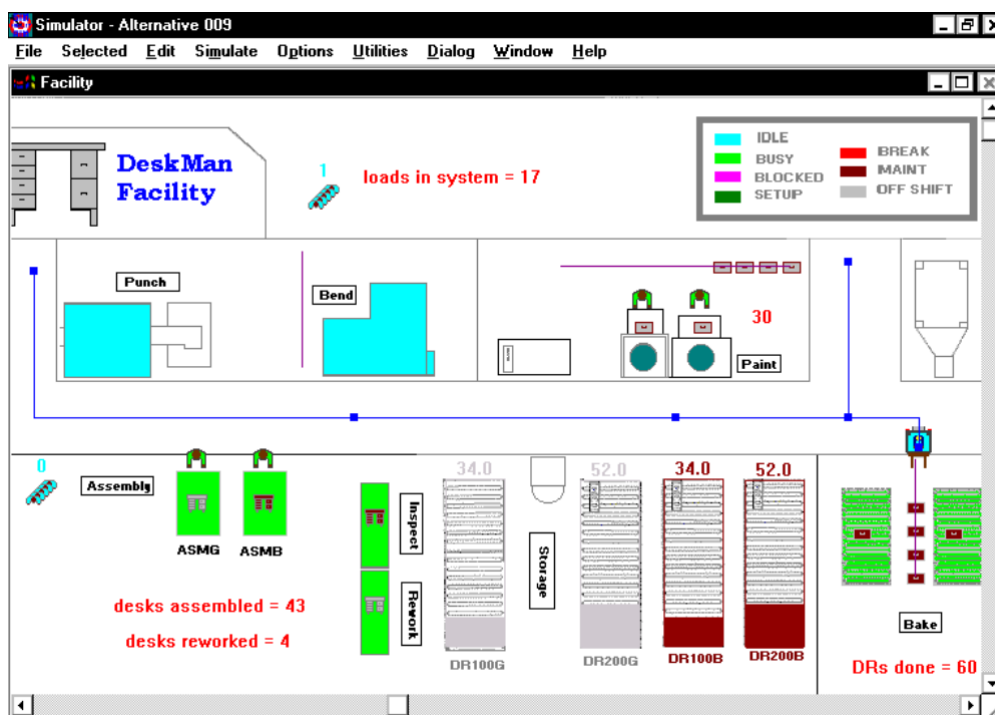 Simulator - Alternative 009
File Selected Edit Simulate Options Utilities Dialog Window Help
Facility
DeskMan
Facility
1
loads in system = 17
IDLE
BUSY
BLOCKED
SETUP
BREAK
MAINT
OFF SHIFT
Punch
Bend
30
Paint
0
Assembly
ASMG
ASMB
Inspect
Rework
34.0
52.0
34.0
52.0
Storage
DR100G
DR200G
DR100B
DR200B
desks assembled = 43
desks reworked = 4
Bake
DRs done = 60